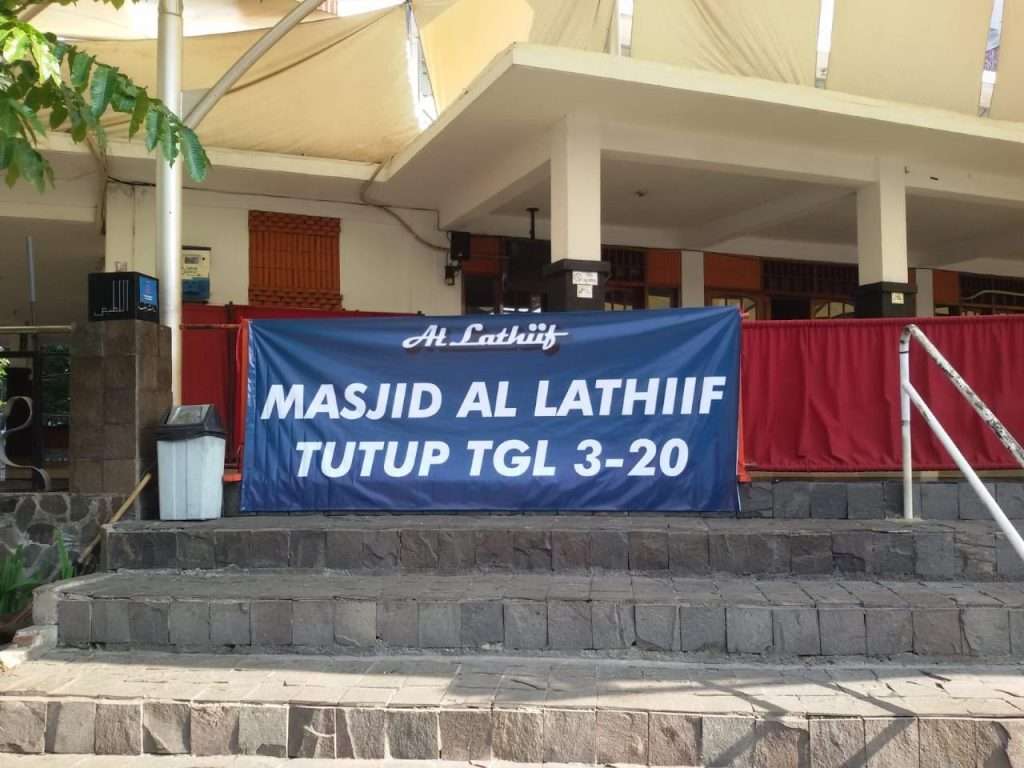 Al Lathiif
MASJID AL LATHIIF
TUTUP TGL 3-20